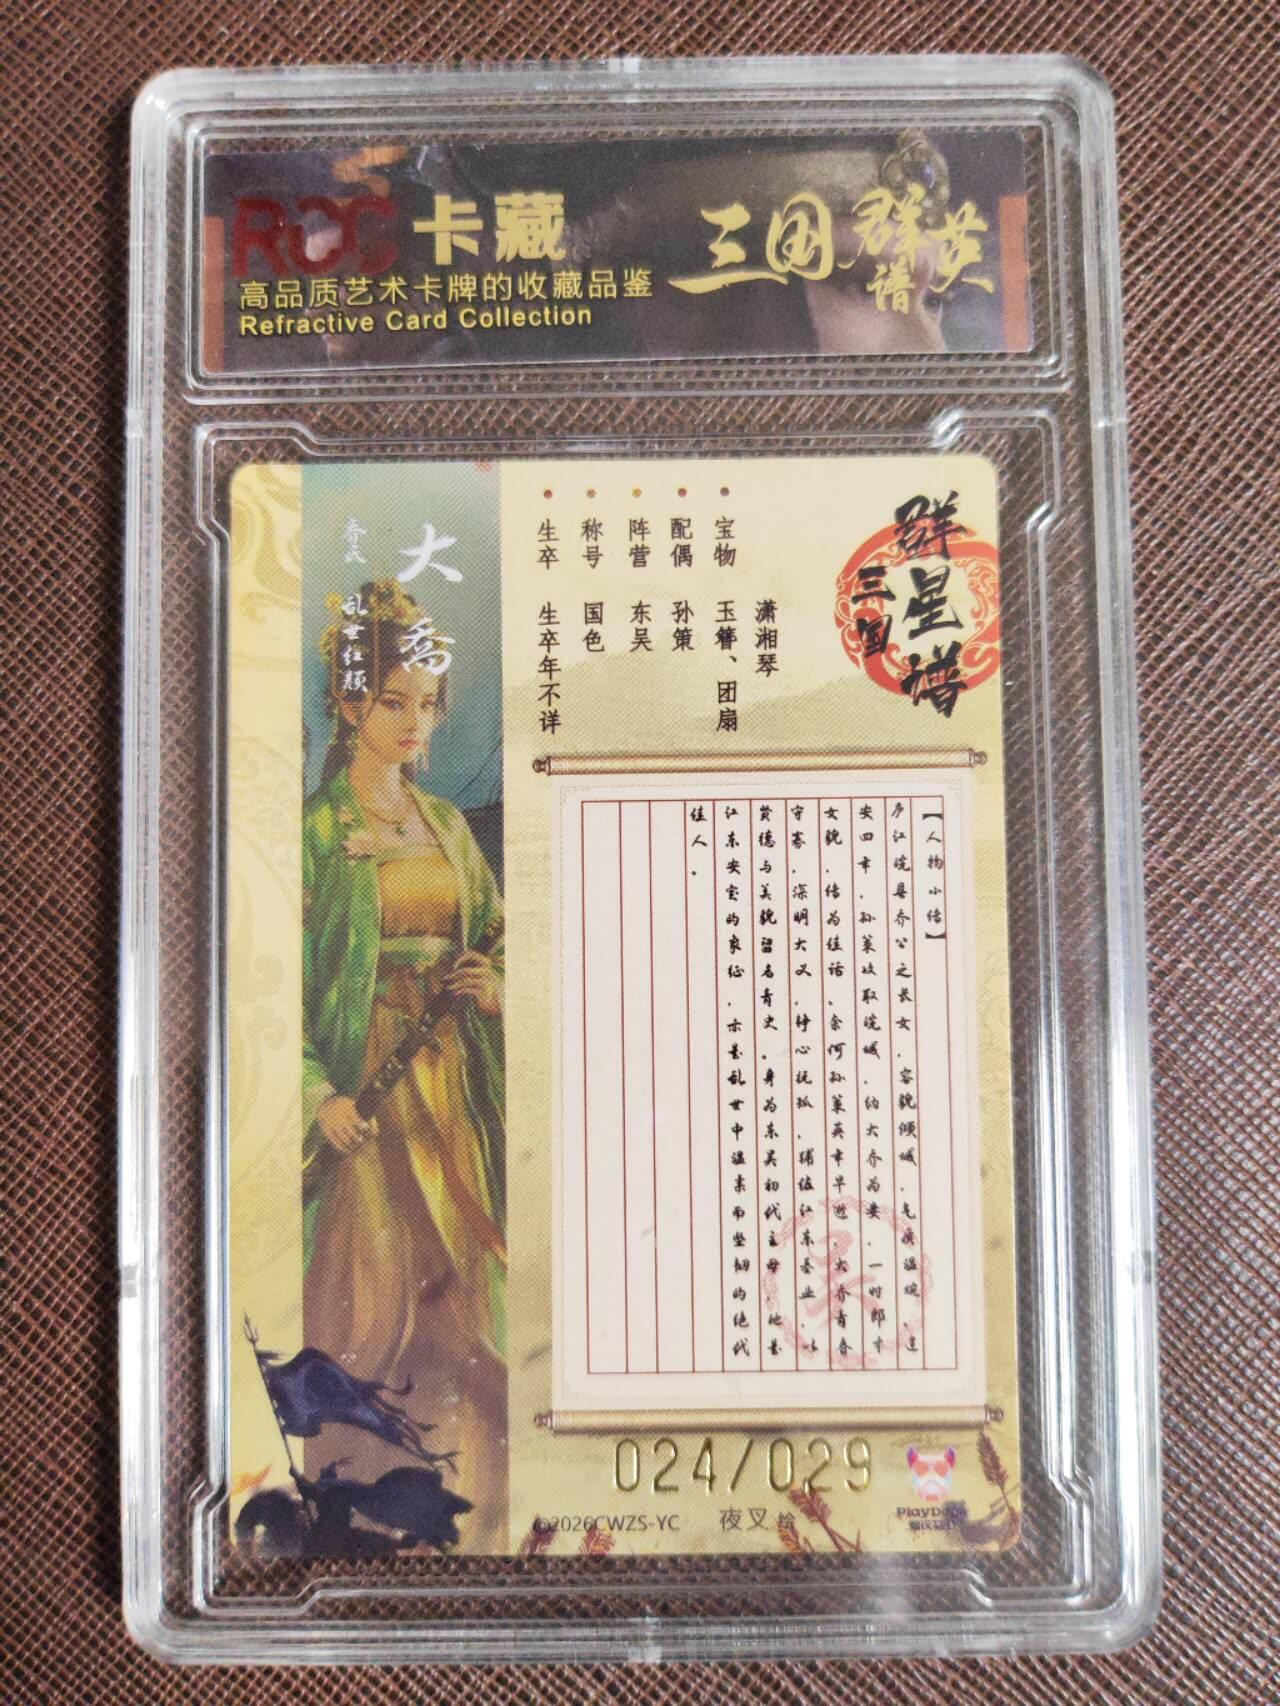 RCC 卡藏
高品质艺术卡牌的收藏品鉴
Refractive Card Collection
三国群英谱
群星谱
三国
宝物 玉簪、团扇
潇湘琴
配偶 孙策
阵营 东吴
称号 国色
生卒 生卒年不详
大喬
喬氏 乱世红颜
【人物小传】
庐江皖县乔公之长女，容貌倾城，气质温婉。建
安四年，孙策攻取皖城，纳大乔为妾，一时郎才
女貌，传为佳话。奈何孙策英年早逝，大乔青春
守寡，深明大义，静心抚孤，辅佐江东基业，以
贤德与美貌留名青史。身为东吴初代主母，她是
江东安定的象征，亦是乱世中温柔而坚韧的绝代
佳人。
024/029
©2026CWZS-YC 夜叉 绘